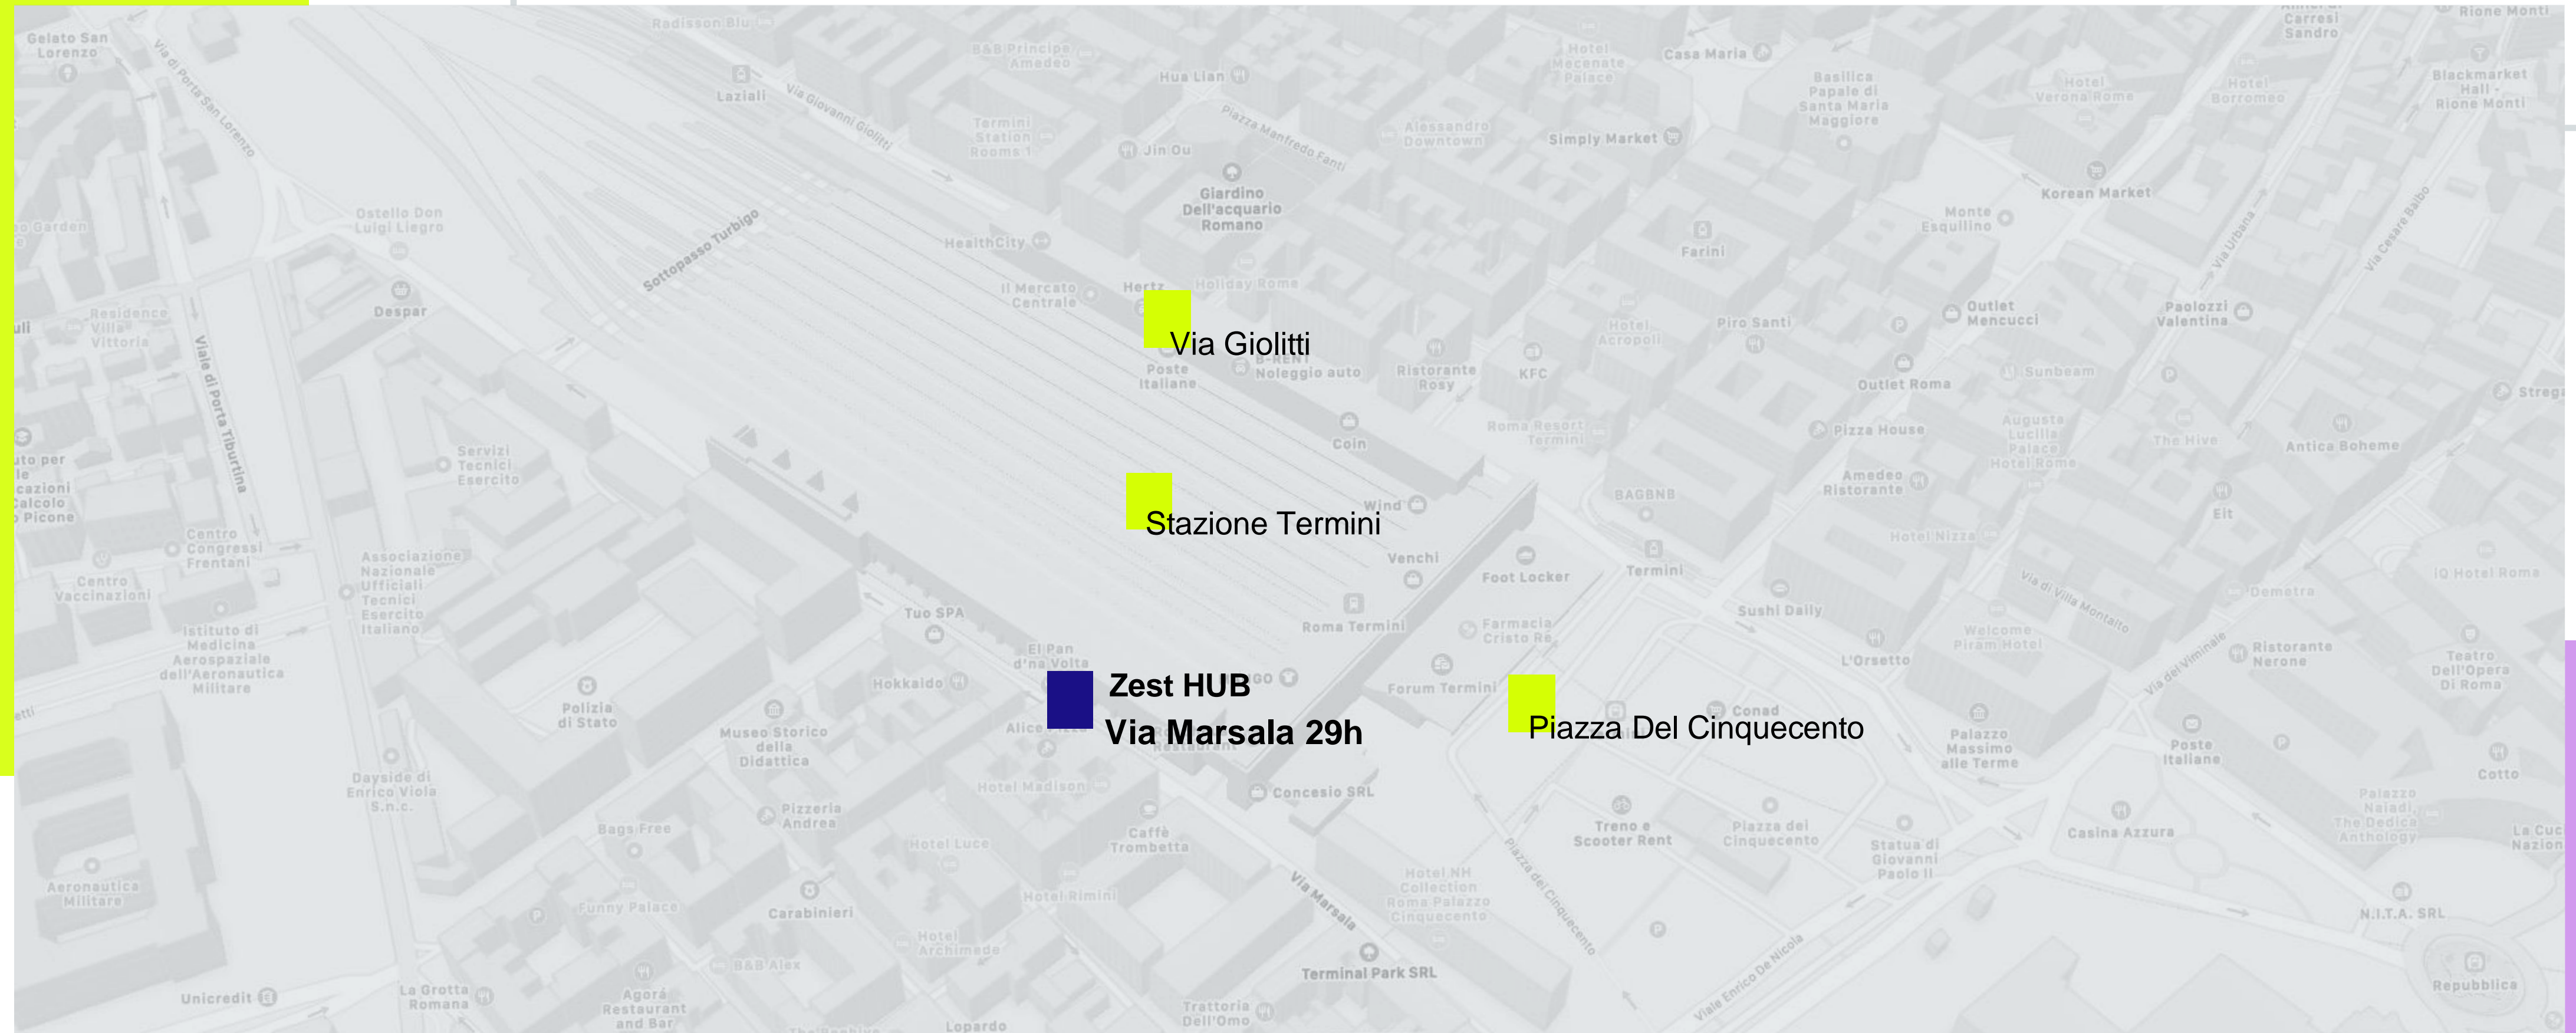 Radisson Blu
Gelato San
Lorenzo
Via di Porta San Lorenzo
Laziali
Via Giovanni Giolitti
B&B Principe
Amedeo
Hua Lian
Termini
Station
Rooms 1
Jin Ou
Piazza Manfredo Fanti
Alessandro
Downtown
Hotel
Mecenate
Palace
Casa Maria
Simply Market
Basilica
Papale di
Santa Maria
Maggiore
Hotel
Verona Roma
Hotel
Borromeo
Carresi
Sandro
Rione Monti
Blackmarket
Hall -
Rione Monti
Giardino
Dell'acquario
Romano
Korean Market
Monte
Esquilino
Via Urbana
Via Cesare Balbo
Ostello Don
Luigi Liegro
Sottopasso Turbigo
HealthCity
Farini
Garden
Il Mercato
Centrale
Hertz
Holiday Rome
Despar
Residence
Villa
Vittoria
Viale di Porta Tiburtina
Via Giolitti
B-RENT
Noleggio auto
Poste
Italiane
Ristorante
Rosy
KFC
Hotel
Acropoli
Piro Santi
Outlet
Mencucci
Paolozzi
Valentina
Outlet Roma
Sunbeam
Coin
Roma Resort
Termini
Pizza House
Augusta
Lucilla
Palace
Hotel Rome
The Hive
Antica Boheme
Servizi
Tecnici
Esercito
Amedeo
Ristorante
Wind
BAGBNB
Eit
Stazione Termini
Centro
Congressi
Frentani
Hotel Nizza
Associazione
Nazionale
Ufficiali
Tecnici
Esercito
Italiano
Centro
Vaccinazioni
Venchi
Foot Locker
Termini
iQ Hotel Roma
Via di Villa Montalto
Demetra
Tuo SPA
Roma Termini
Farmacia
Cristo Re
Sushi Daily
Istituto di
Medicina
Aerospaziale
dell'Aeronautica
Militare
El Pan
d'na Volta
L'Orsetto
Welcome
Piram Hotel
Via del Viminale
Ristorante
Nerone
Teatro
Dell'Opera
Di Roma
Hokkaido
Zest HUB
Forum Termini
Polizia
di Stato
Via Marsala 29h
Piazza Del Cinquecento
Conad
Museo Storico
della
Didattica
Palazzo
Massimo
alle Terme
Poste
Italiane
Cotto
Dayside di
Enrico Viola
S.n.c.
Hotel Madison
Concesio SRL
Pizzeria
Andrea
Bags Free
Caffè
Trombetta
Treno e
Scooter Rent
Piazza dei
Cinquecento
Casina Azzurra
Palazzo
Naiadi,
The Dedica
Anthology
Hotel Luce
Statua di
Giovanni
Paolo II
Aeronautica
Militare
Hotel Rimini
Via Marsala
Hotel NH
Collection
Roma Palazzo
Cinquecento
Piazza dei Cinquecento
Funny Palace
Carabinieri
N.I.T.A. SRL
Hotel
Archimede
B&B Alex
Terminal Park SRL
Viale Enrico De Nicola
Unicredit
La Grotta
Romana
Agorá
Restaurant
and Bar
Trattoria
Dell'Omo
Lopardo
Repubblica